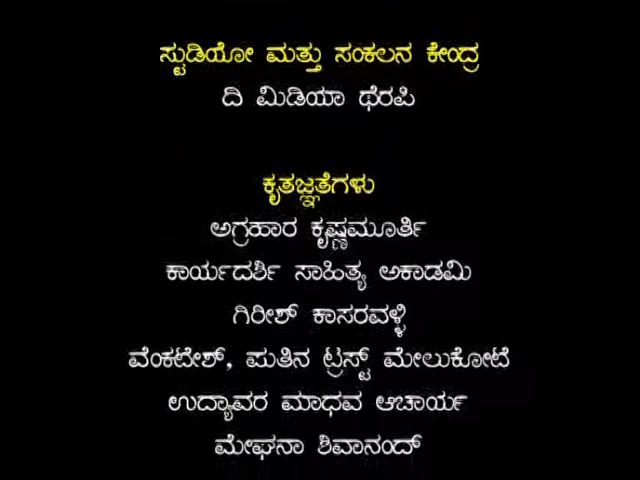 ಸ್ಟುಡಿಯೋ ಮತ್ತು ಸಂಕಲನ ಕೇಂದ್ರ
ದಿ ಮಿಡಿಯಾ ಥೆರಪಿ
ಕೃತಜ್ಞತೆಗಳು
ಅಗ್ರಹಾರ ಕೃಷ್ಣಮೂರ್ತಿ
ಕಾರ್ಯದರ್ಶಿ ಸಾಹಿತ್ಯ ಅಕಾಡಮಿ
ಗಿರೀಶ್ ಕಾಸರವಳ್ಳಿ
ವೆಂಕಟೇಶ್, ಪುತಿನ ಟ್ರಸ್ಟ್ ಮೇಲುಕೋಟೆ
ಉದ್ಯಾವರ ಮಾಧವ ಆಚಾರ್ಯ
ಮೇಘನಾ ಶಿವಾನಂದ್